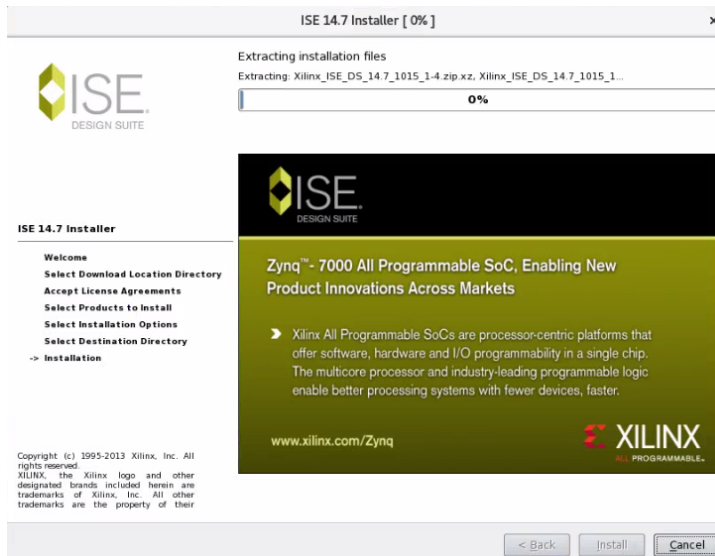 ISE 14.7 Installer [ 0% ]
ISE
DESIGN SUITE
Extracting installation files
Extracting: Xilinx_ISE_DS_14.7_1015_1-4.zip.xz, Xilinx_ISE_DS_14.7_1015_1...
0%
ISE 14.7 Installer
Welcome
Select Download Location Directory
Accept License Agreements
Select Products to Install
Select Installation Options
Select Destination Directory
-> Installation
ISE
DESIGN SUITE
Zynq™- 7000 All Programmable SoC, Enabling New
Product Innovations Across Markets
Xilinx All Programmable SoCs are processor-centric platforms that
offer software, hardware and I/O programmability in a single chip.
The multicore processor and industry-leading programmable logic
enable better processing systems with fewer devices, faster.
www.xilinx.com/Zynq
XILINX
ALL PROGRAMMABLE™
Copyright (c) 1995-2013 Xilinx, Inc. All
rights reserved.
XILINX, the Xilinx logo and other
designated brands included herein are
trademarks of Xilinx, Inc. All other
trademarks are the property of their
< Back
Install
Cancel